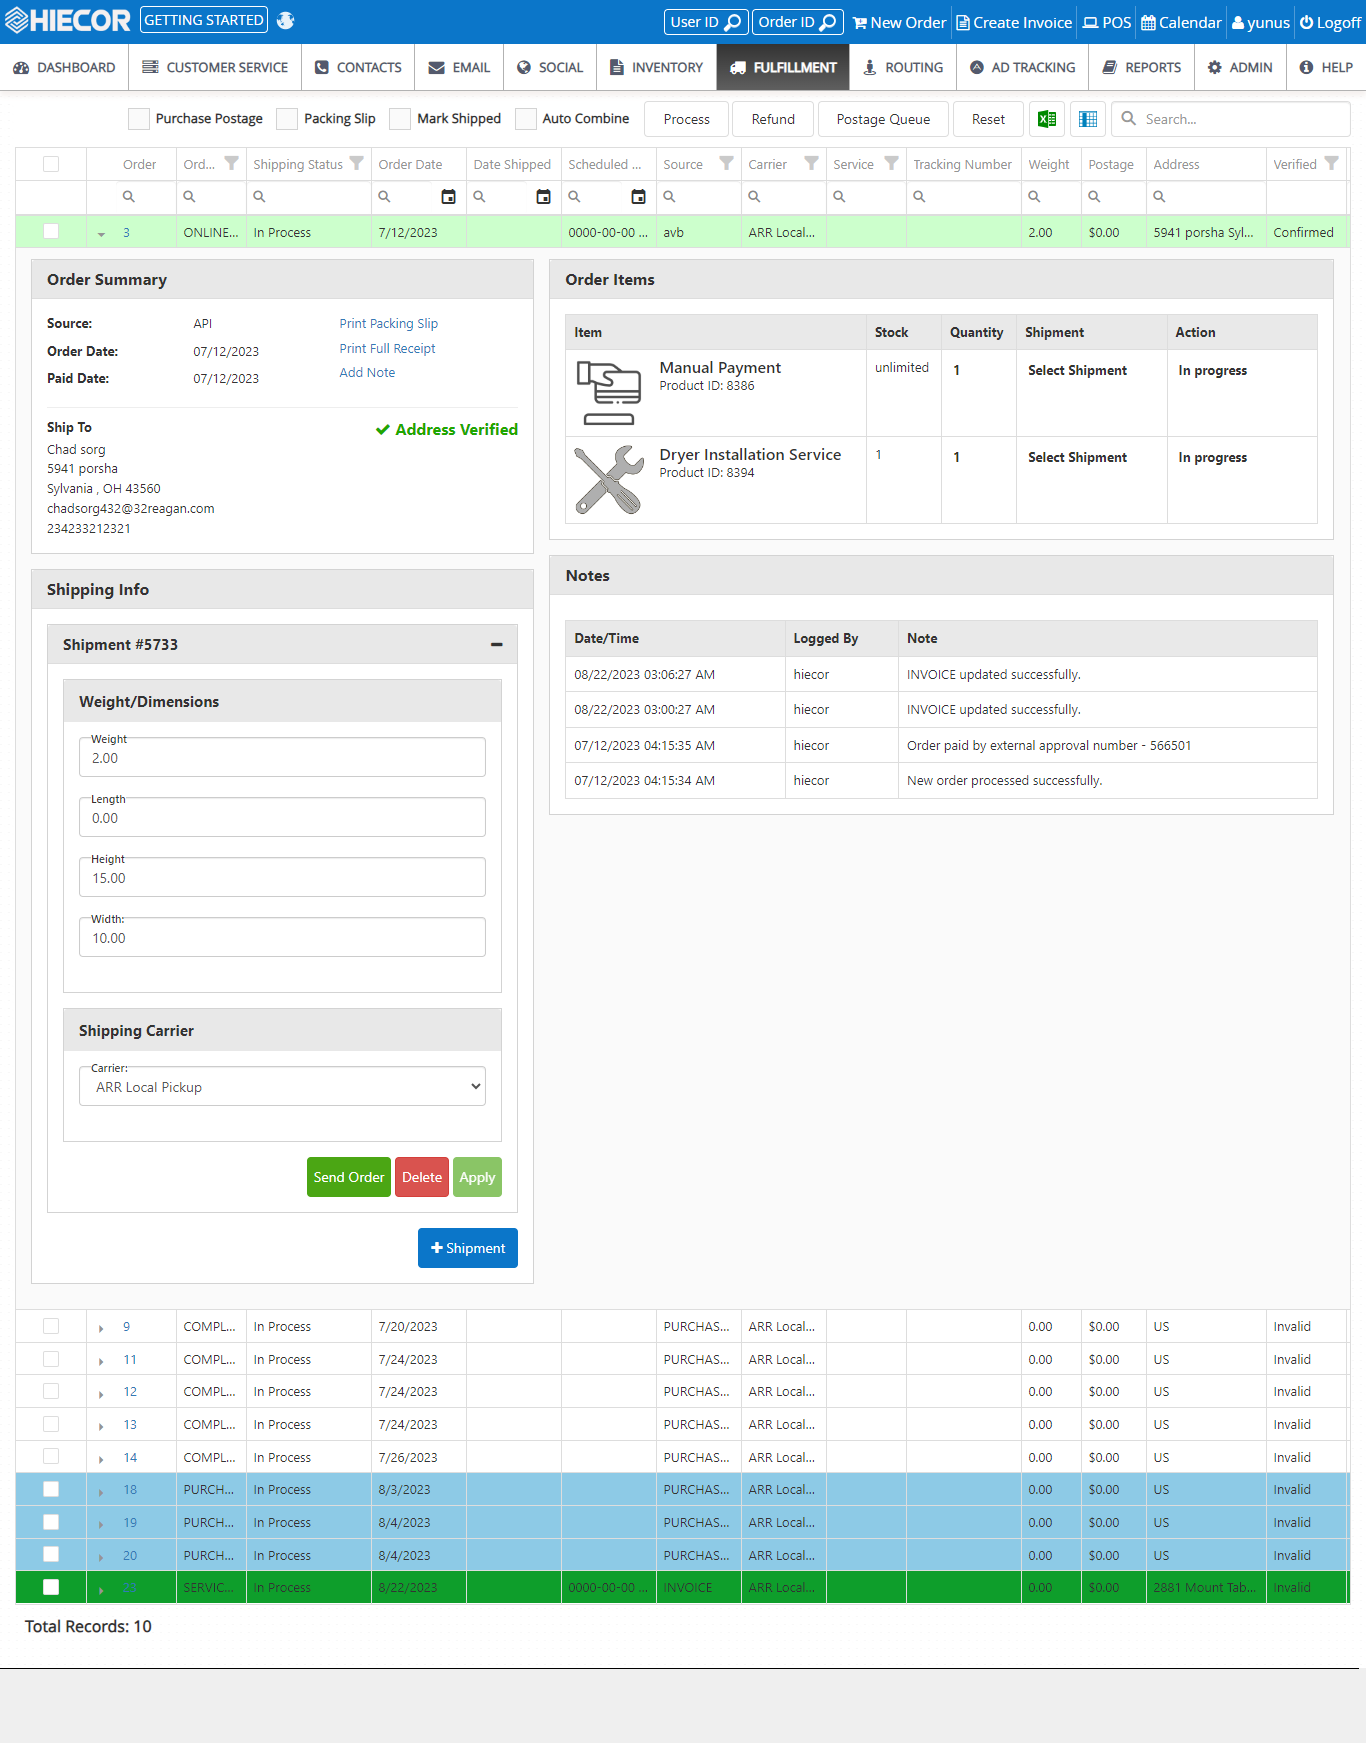 HIECOR GETTING STARTED User ID Order ID New Order Create Invoice POS Calendar yunus Logoff
DASHBOARD CUSTOMER SERVICE CONTACTS EMAIL SOCIAL INVENTORY FULFILLMENT ROUTING AD TRACKING REPORTS ADMIN HELP
Purchase Postage Packing Slip Mark Shipped Auto Combine Process Refund Postage Queue Reset Search...
Order Ord... Shipping Status Order Date Date Shipped Scheduled ... Source Carrier Service Tracking Number Weight Postage Address Verified
3 ONLINE... In Process 7/12/2023 0000-00-00 ... avb ARR Local... 2.00 $0.00 5941 porsha Syl... Confirmed
Order Summary
Source: API Print Packing Slip
Order Date: 07/12/2023 Print Full Receipt
Paid Date: 07/12/2023 Add Note
Ship To Address Verified
Chad sorg
5941 porsha
Sylvania , OH 43560
chadsorg432@32reagan.com
234233212321
Order Items
Item Stock Quantity Shipment Action
Manual Payment unlimited 1 Select Shipment In progress
Product ID: 8386
Dryer Installation Service 1 1 Select Shipment In progress
Product ID: 8394
Shipping Info
Shipment #5733
Weight/Dimensions
Weight
2.00
Length
0.00
Height
15.00
Width:
10.00
Shipping Carrier
Carrier:
ARR Local Pickup
Send Order Delete Apply
Shipment
Notes
Date/Time Logged By Note
08/22/2023 03:06:27 AM hiecor INVOICE updated successfully.
08/22/2023 03:00:27 AM hiecor INVOICE updated successfully.
07/12/2023 04:15:35 AM hiecor Order paid by external approval number - 566501
07/12/2023 04:15:34 AM hiecor New order processed successfully.
9 COMPL... In Process 7/20/2023 PURCHAS... ARR Local... 0.00 $0.00 US Invalid
11 COMPL... In Process 7/24/2023 PURCHAS... ARR Local... 0.00 $0.00 US Invalid
12 COMPL... In Process 7/24/2023 PURCHAS... ARR Local... 0.00 $0.00 US Invalid
13 COMPL... In Process 7/24/2023 PURCHAS... ARR Local... 0.00 $0.00 US Invalid
14 COMPL... In Process 7/26/2023 PURCHAS... ARR Local... 0.00 $0.00 US Invalid
18 PURCH... In Process 8/3/2023 PURCHAS... ARR Local... 0.00 $0.00 US Invalid
19 PURCH... In Process 8/4/2023 PURCHAS... ARR Local... 0.00 $0.00 US Invalid
20 PURCH... In Process 8/4/2023 PURCHAS... ARR Local... 0.00 $0.00 US Invalid
SERVIC... In Process 8/22/2023 0000-00-00 ... INVOICE ARR Local... 0.00 $0.00 2881 Mount Tab... Invalid
Total Records: 10